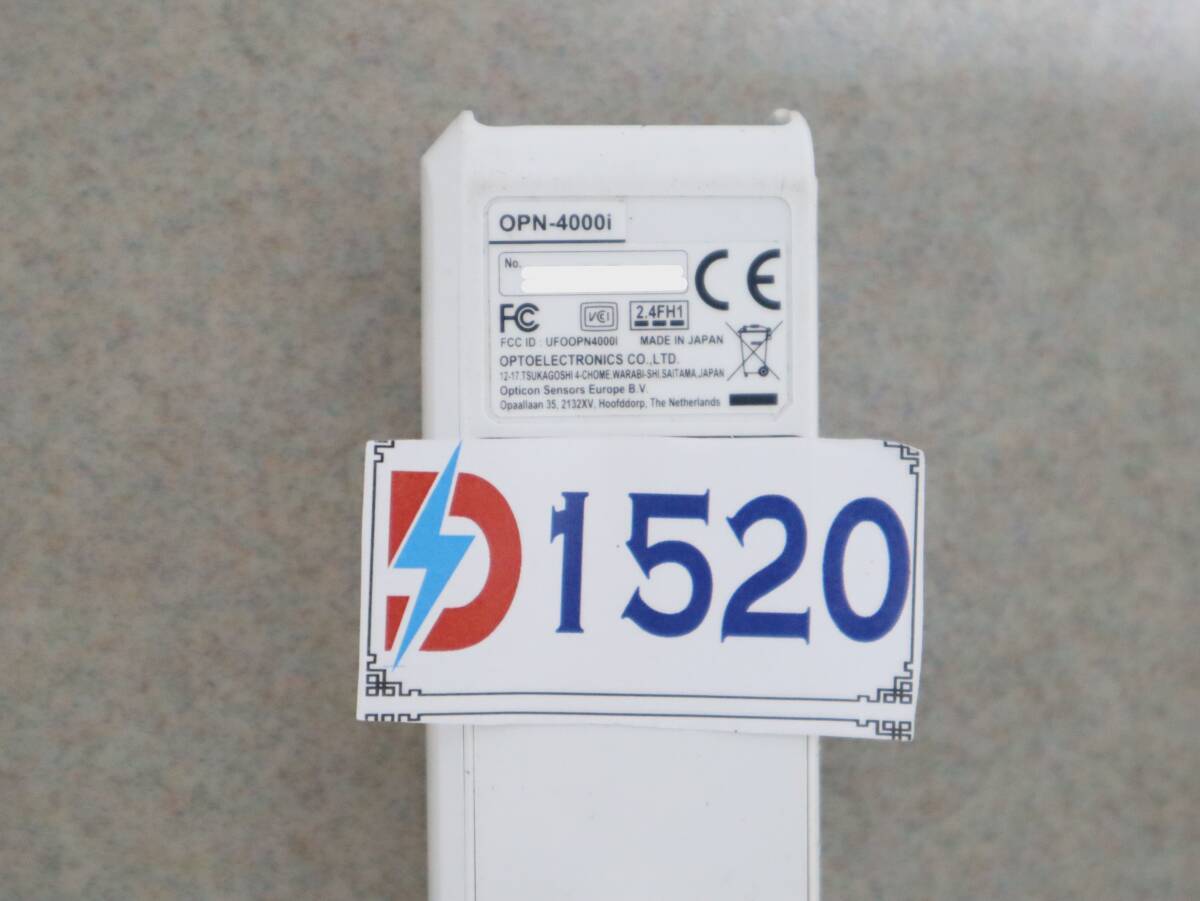 OPN-4000i
No.
CE
FC
VCI
2.4FH1
FCC ID : UFOOPN4000I MADE IN JAPAN
OPTOELECTRONICS CO.,LTD.
12-17,TSUKAGOSHI 4-CHOME,WARABI-SHI,SAITAMA,JAPAN
Opticon Sensors Europe B.V.
Opaallaan 35, 2132XV, Hoofddorp, The Netherlands
D 1520